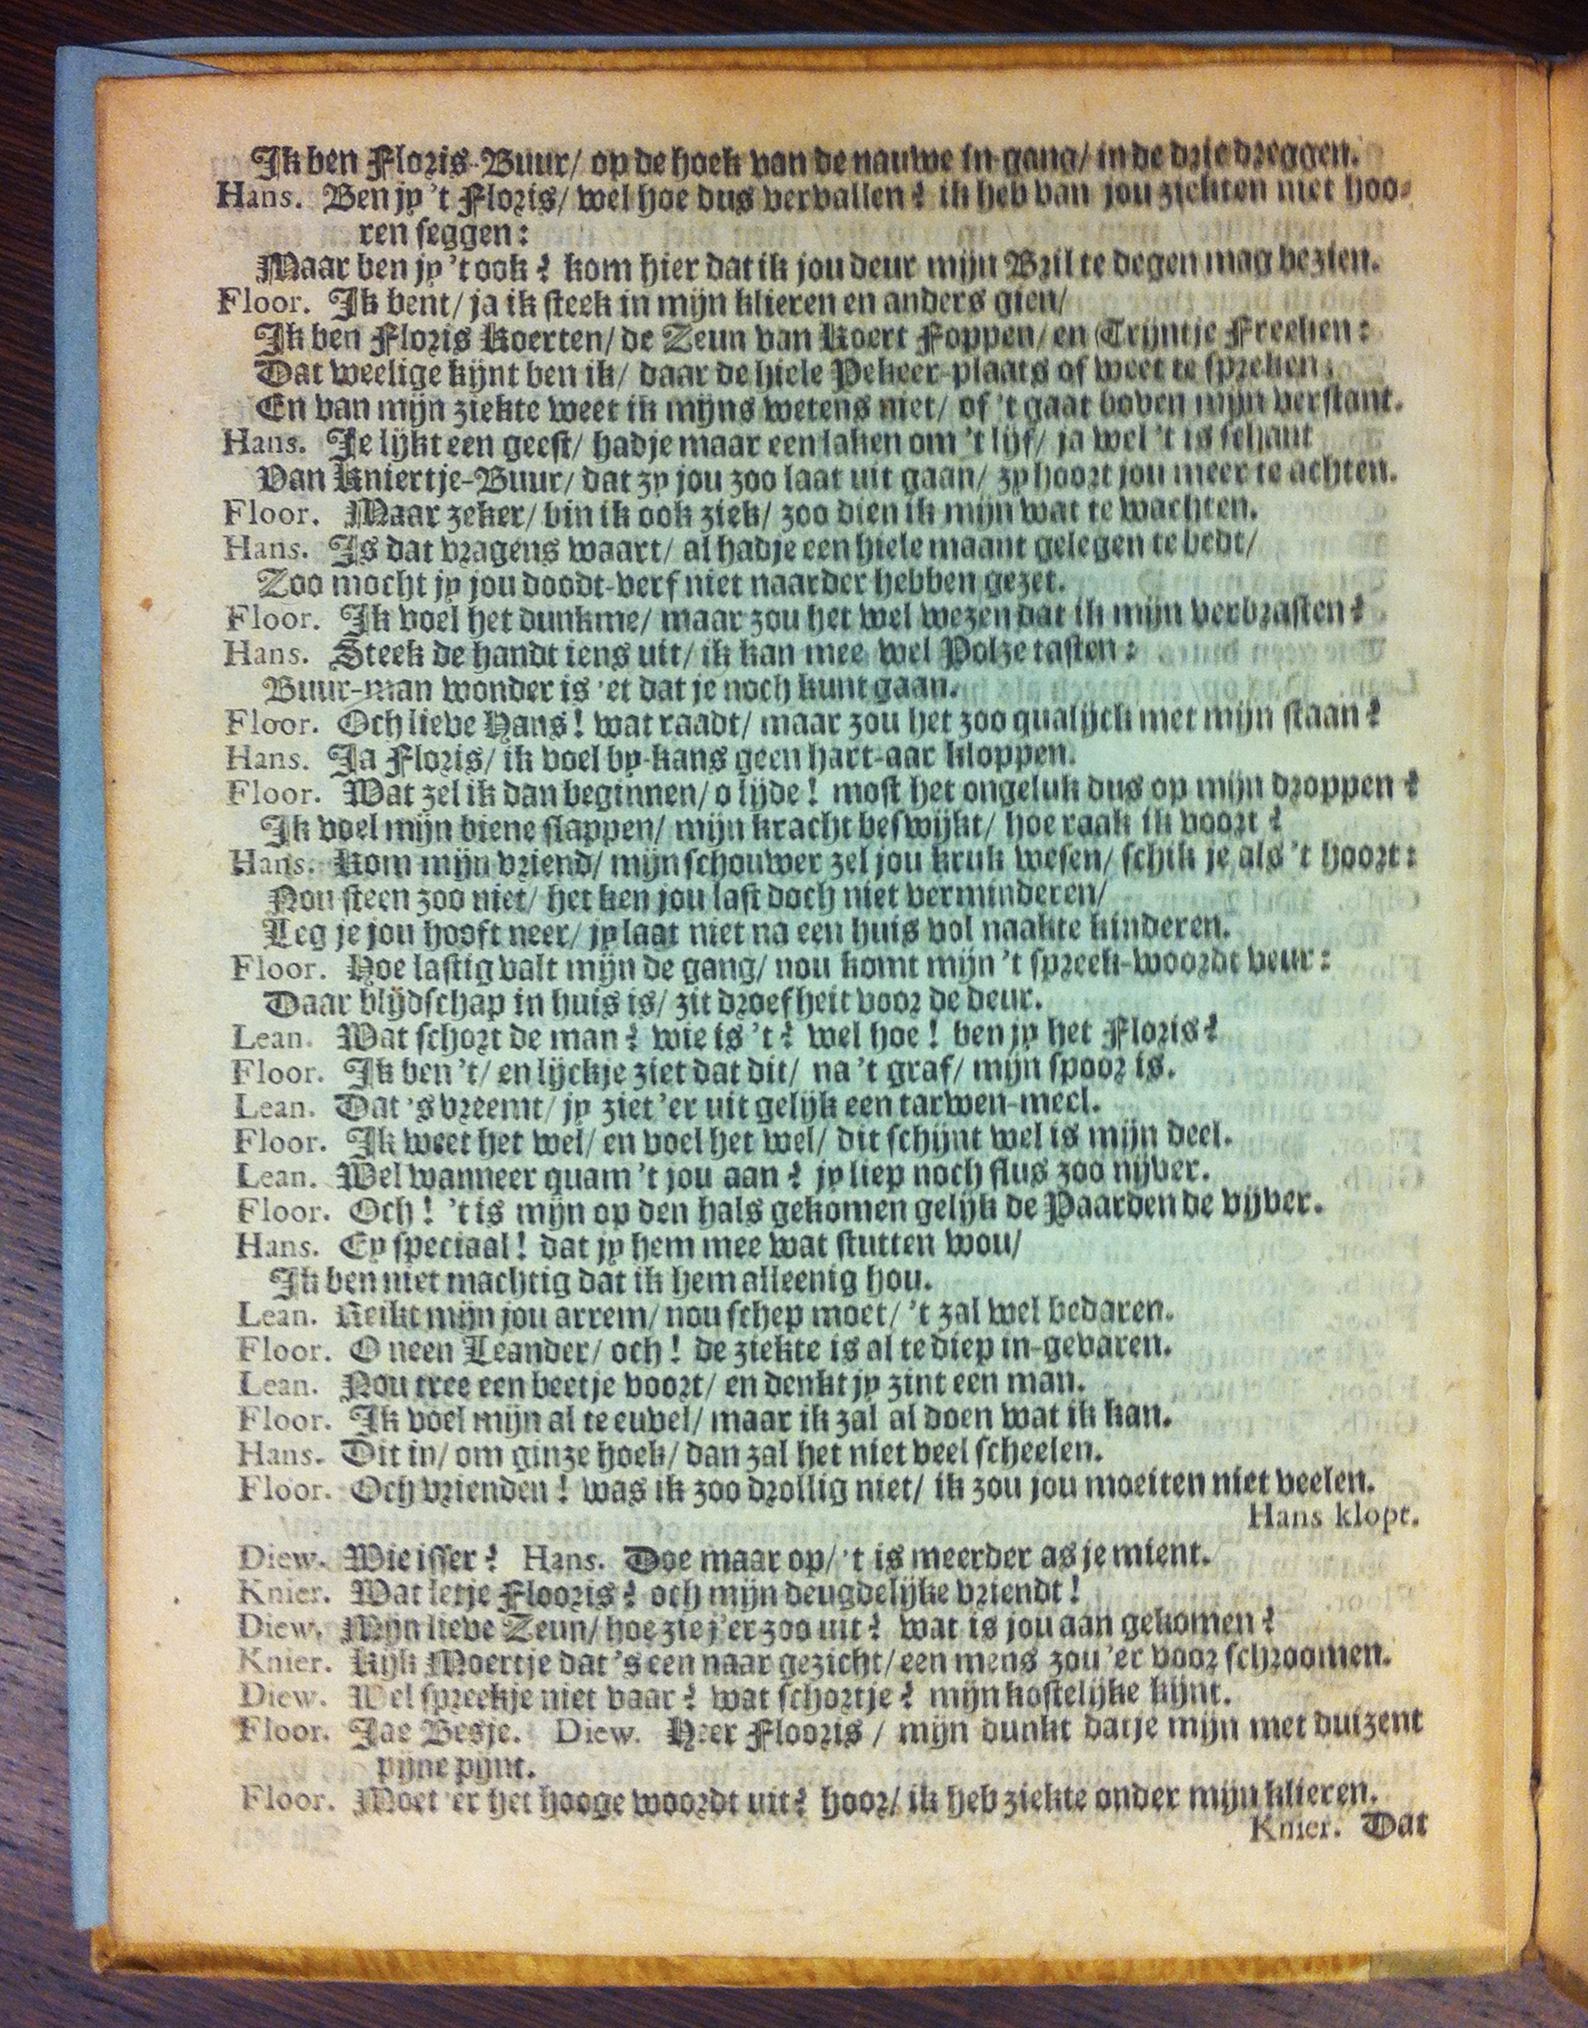 Ik ben Floris-Buur/ op de hoek van de nauwe in-gang/ in de drie dreggen.
Hans. Ben jy 't Floris/ wel hoe dus vervallen? ik heb van jou ziekten niet hoo-
ren seggen:
Maar ben jy 't ook? kom hier dat ik jou deur mijn Bril te degen mag bezien.
Floor. Ik bent/ ja ik steek in mijn klieren en anders gien/
Ik ben Floris Koerten/ de Zeun van Koert Foppen/ en Trijntje Freeken:
Dat weelige kijnt ben ik/ daar de hiele Pekeer-plaats of weet te spreken;
En van mijn ziekte weet ik mijns wetens niet/ of 't gaat boven mijn verstant.
Hans. Je lijkt een geest/ hadje maar een laken om 't lijf/ ja wel 't is schant
Van Kniertje-Buur/ dat zy jou zoo laat uit gaan/ zy hoort jou meer te achten.
Floor. Maar zeker/ bin ik ook ziek/ zoo dien ik mijn wat te wachten.
Hans. Is dat vragens waart/ al hadje een hiele maant gelegen te bedt/
Zoo mocht jy jou doodt-verf niet naarder hebben gezet.
Floor. Ik voel het dunkme/ maar zou het wel wezen dat ik mijn verbrasten?
Hans. Steek de handt iens uit/ ik kan mee wel Polze tasten:
Buur-man wonder is 'et dat je noch kunt gaan.
Floor. Och lieve Hans! wat raadt/ maar zou het zoo qualijck met mijn staan?
Hans. Ja Floris/ ik voel by-kans geen hart-aar kloppen.
Floor. Wat zel ik dan beginnen/ o lijde! most het ongeluk dus op mijn droppen?
Ik voel mijn biene slappen/ mijn kracht beswijkt/ hoe raak ik voort?
Hans. Kom mijn vriend/ mijn schouwer zel jou kruk wesen/ schik je als 't hoort:
Nou steen zoo niet/ het ken jou last doch niet verminderen/
Leg je jou hooft neer/ jy laat niet na een huis vol naakte kinderen.
Floor. Hoe lastig valt mijn de gang/ nou komt mijn 't spreek-woordt veur:
Daar blijdschap in huis is/ zit droefheit voor de deur.
Lean. Wat schort de man? wie is 't? wel hoe! ben jy het Floris?
Floor. Ik ben 't/ en lijckje ziet dat dit/ na 't graf/ mijn spoor is.
Lean. Dat 's vreemt/ jy ziet 'er uit gelijk een tarwen-meel.
Floor. Ik weet het wel/ en voel het wel/ dit schijnt wel is mijn deel.
Lean. Wel wanneer quam 't jou aan? jy liep noch flus zoo nijver.
Floor. Och! 't is mijn op den hals gekomen gelijk de Paarden de vijver.
Hans. Ey speciaal! dat jy hem mee wat stutten wou/
Ik ben niet machtig dat ik hem alleenig hou.
Lean. Reikt mijn jou arrem/ nou schep moet/ 't zal wel bedaren.
Floor. O neen Leander/ och! de ziekte is al te diep in-gevaren.
Lean. Nou tree een beetje voort/ en denkt jy zint een man.
Floor. Ik voel mijn al te euvel/ maar ik zal al doen wat ik kan.
Hans. Dit in/ om ginze hoek/ dan zal het niet veel scheelen.
Floor. Och vrienden! was ik zoo drollig niet/ ik zou jou moeiten niet veelen.
Hans klopt.
Diew. Wie isser? Hans. Doe maar op/ 't is meerder as je mient.
Knier. Wat letje Flooris? och mijn deugdelijke vriendt!
Diew. Mijn lieve Zeun/ hoe zie j'er zoo uit? wat is jou aan gekomen?
Knier. Kijk Moertje dat 's een naar gezicht/ een mens zou 'er voor schroomen.
Diew. Wel spreekje niet vaar? wat schortje? mijn kostelijke kijnt.
Floor. Jae Besje. Diew. Heer Flooris/ mijn dunkt datje mijn met duizent
pijne pijnt.
Floor. Moet er het hooge woordt uit? hoor/ ik heb ziekte onder mijn klieren.
Knier. Dat